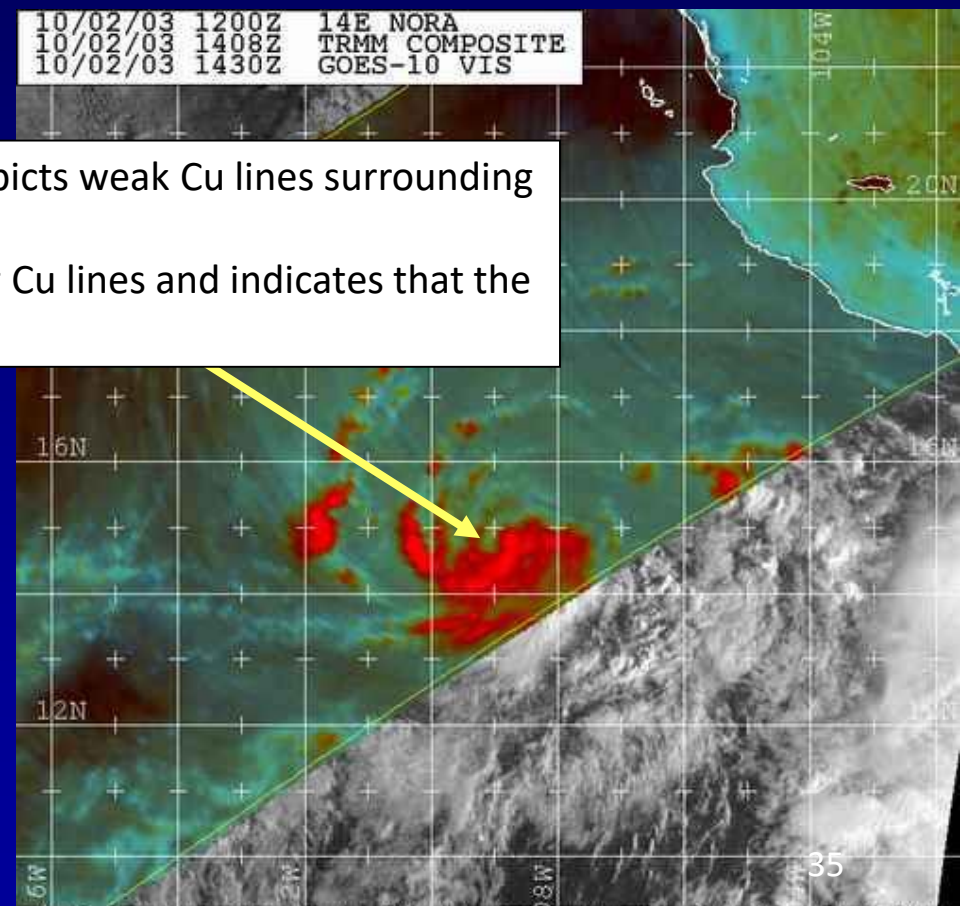 10/02/03 1200Z 14E NORA
10/02/03 1408Z TRMM COMPOSITE
10/02/03 1430Z GOES-10 VIS
104W
picts weak Cu lines surrounding
20N
Cu lines and indicates that the
16N 16N
12N
35